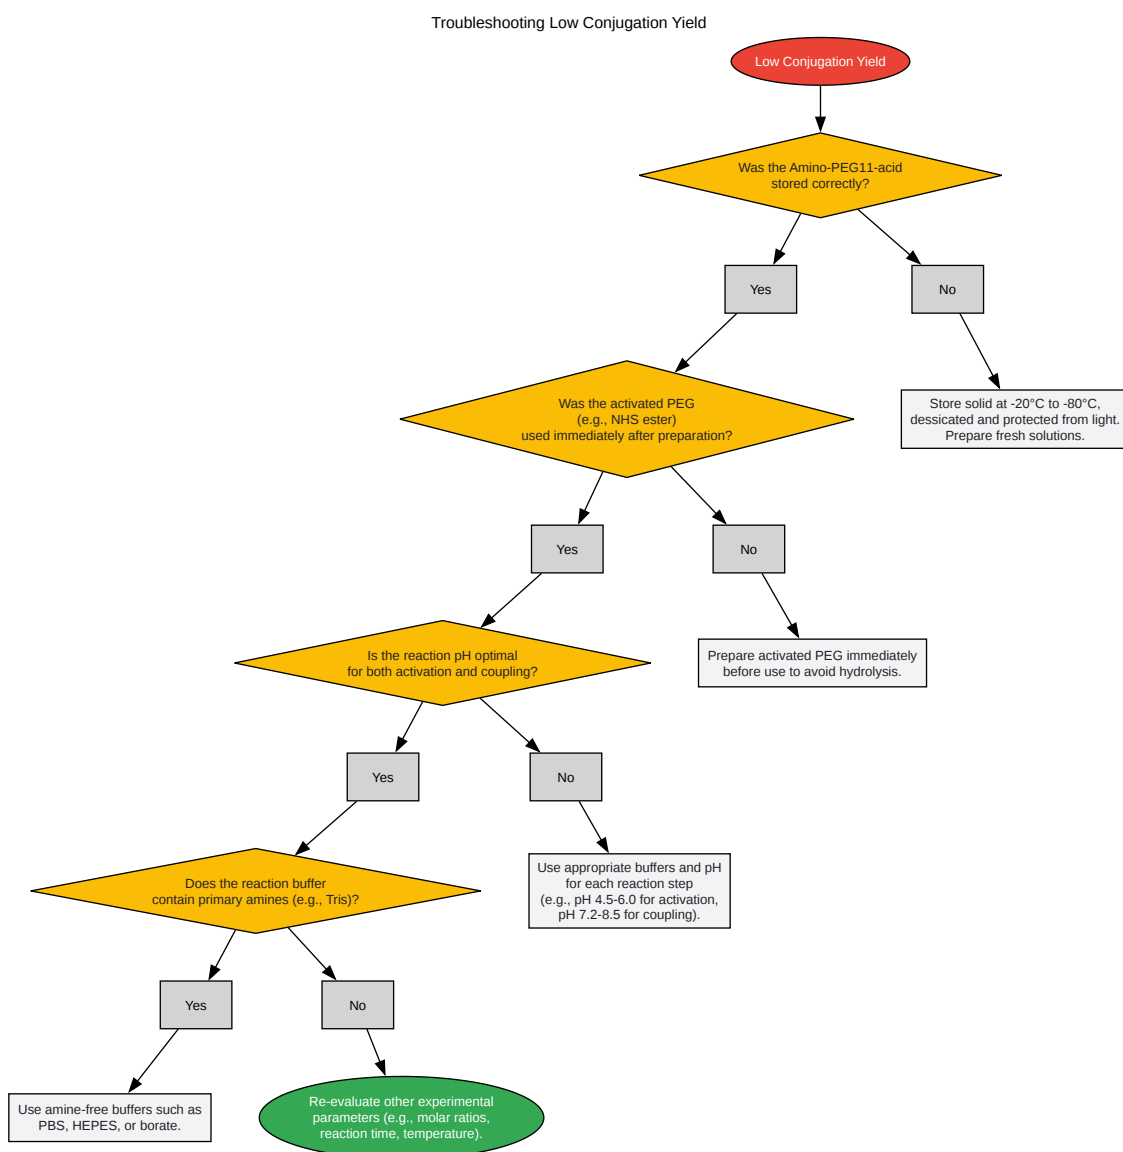 Troubleshooting Low Conjugation Yield
Low Conjugation Yield
Was the Amino-PEG11-acid
stored correctly?
Yes
No
Was the activated PEG
(e.g., NHS ester)
used immediately after preparation?
Store solid at -20°C to -80°C,
dessicated and protected from light.
Prepare fresh solutions.
Yes
No
Is the reaction pH optimal
for both activation and coupling?
Prepare activated PEG immediately
before use to avoid hydrolysis.
Yes
No
Does the reaction buffer
contain primary amines (e.g., Tris)?
Use appropriate buffers and pH
for each reaction step
(e.g., pH 4.5-6.0 for activation,
pH 7.2-8.5 for coupling).
Yes
No
Use amine-free buffers such as
PBS, HEPES, or borate.
Re-evaluate other experimental
parameters (e.g., molar ratios,
reaction time, temperature).